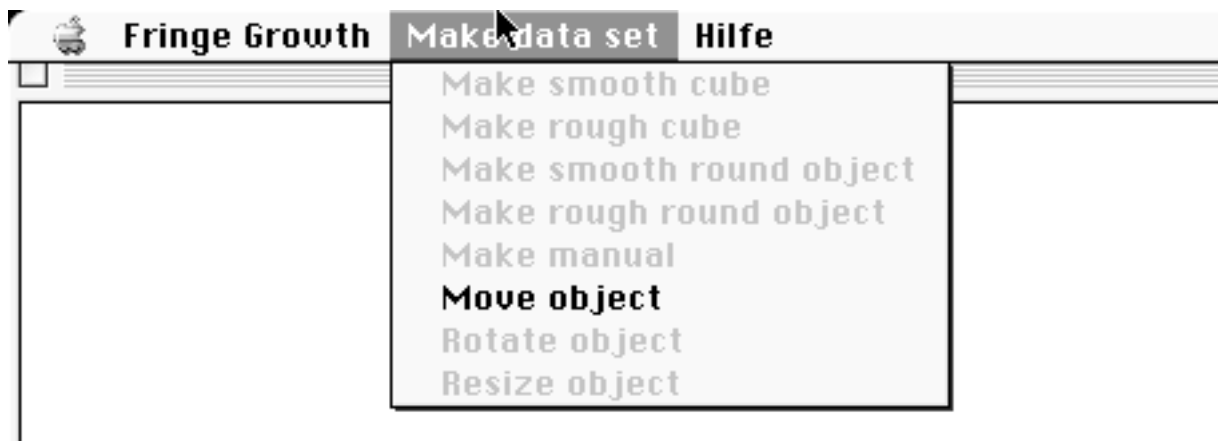 Fringe Growth Make data set Hilfe
Make smooth cube
Make rough cube
Make smooth round object
Make rough round object
Make manual
Move object
Rotate object
Resize object